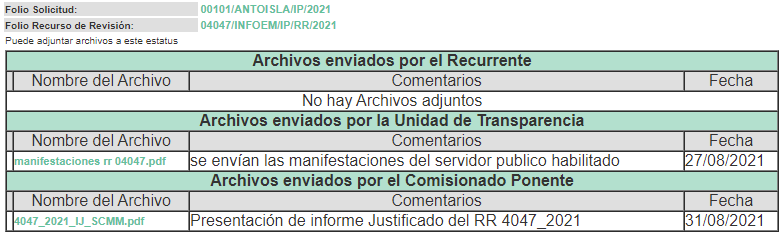 Folio Solicitud: 00101/ANTOISLA/IP/2021
Folio Recurso de Revisión: 04047/INFOEM/IP/RR/2021
Puede adjuntar archivos a este estatus
Archivos enviados por el Recurrente
Nombre del Archivo Comentarios Fecha
No hay Archivos adjuntos
Archivos enviados por la Unidad de Transparencia
Nombre del Archivo Comentarios Fecha
manifestaciones rr 04047.pdf se envían las manifestaciones del servidor publico habilitado 27/08/2021
Archivos enviados por el Comisionado Ponente
Nombre del Archivo Comentarios Fecha
4047_2021_IJ_SCMM.pdf Presentación de informe Justificado del RR 4047_2021 31/08/2021